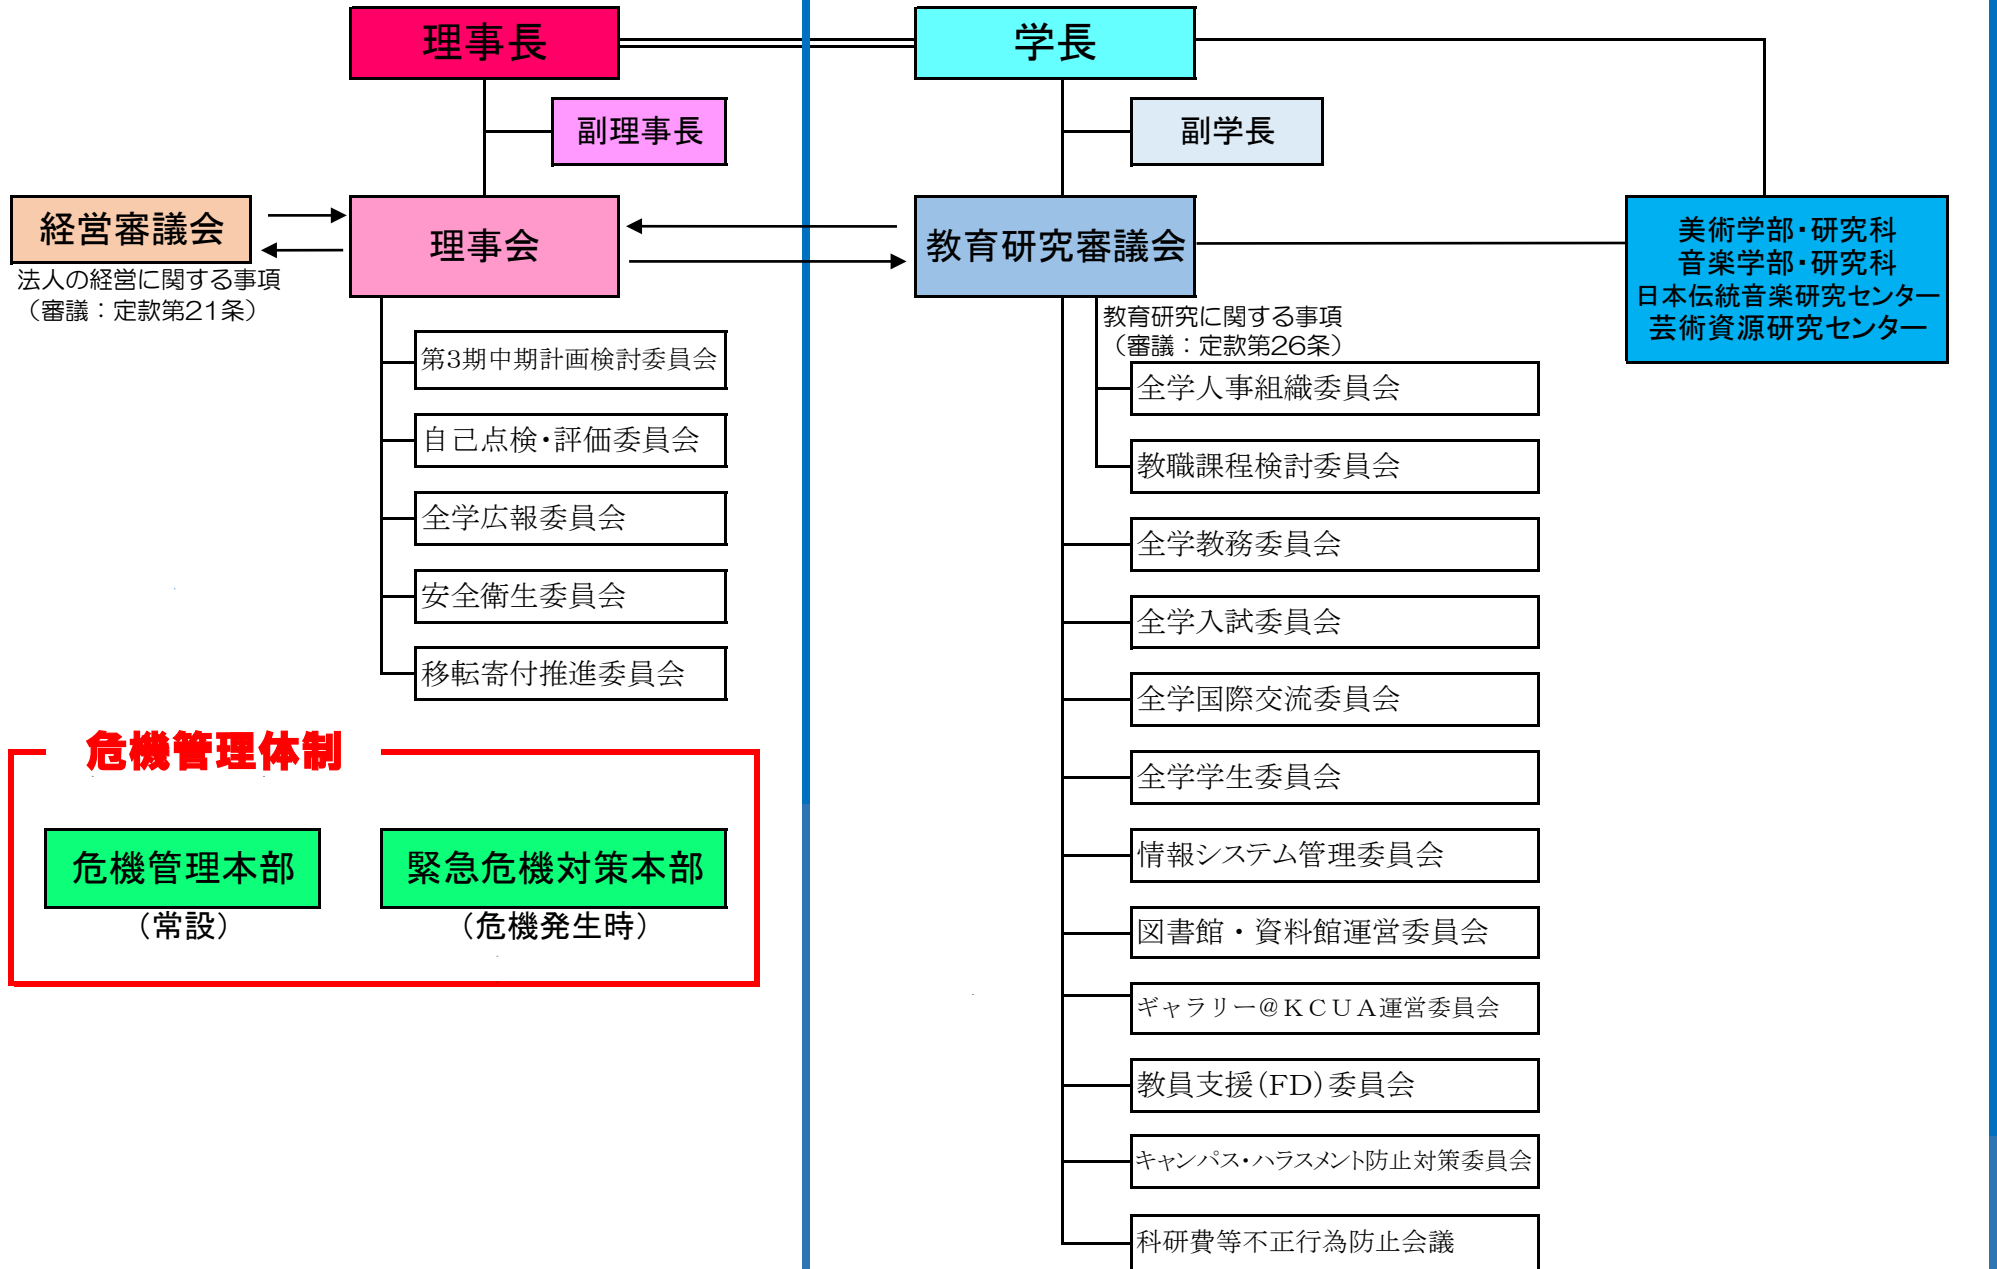 理事長
学長
副理事長
副学長
経営審議会
法人の経営に関する事項
（審議：定款第21条）
理事会
教育研究審議会
教育研究に関する事項
（審議：定款第26条）
美術学部・研究科
音楽学部・研究科
日本伝統音楽研究センター
芸術資源研究センター
第3期中期計画検討委員会
自己点検・評価委員会
全学広報委員会
安全衛生委員会
移転寄付推進委員会
全学人事組織委員会
教職課程検討委員会
全学教務委員会
全学入試委員会
全学国際交流委員会
全学学生委員会
情報システム管理委員会
図書館・資料館運営委員会
ギャラリー@KCUA運営委員会
教員支援(FD)委員会
キャンパス・ハラスメント防止対策委員会
科研費等不正行為防止会議
危機管理体制
危機管理本部
（常設）
緊急危機対策本部
（危機発生時）